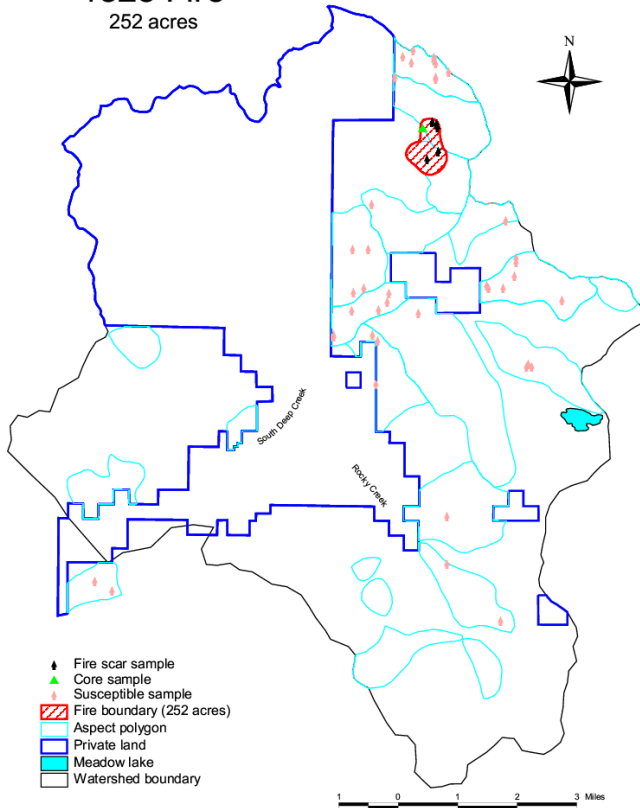 252 acres
N
South Deep Creek
Rocky Creek
Fire scar sample
Core sample
Susceptible sample
Fire boundary (252 acres)
Aspect polygon
Private land
Meadow lake
Watershed boundary
1 0 1 2 3 Miles